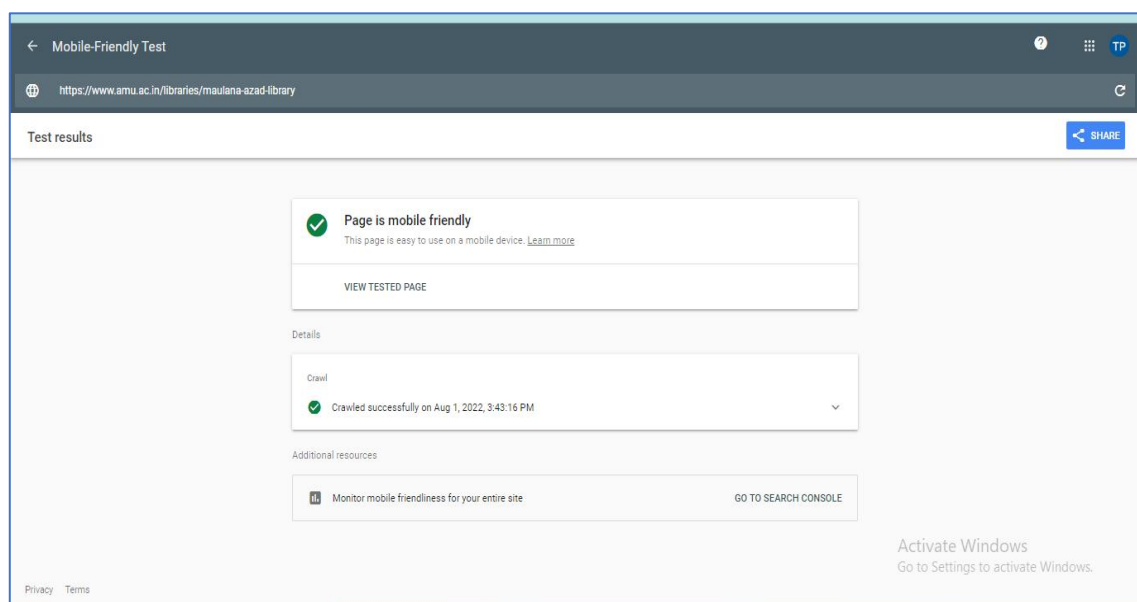 Mobile-Friendly Test
TP
https://www.amu.ac.in/libraries/maulana-azad-library
Test results
SHARE
Page is mobile friendly
This page is easy to use on a mobile device. Learn more
VIEW TESTED PAGE
Details
Crawl
Crawled successfully on Aug 1, 2022, 3:43:16 PM
Additional resources
Monitor mobile friendliness for your entire site
GO TO SEARCH CONSOLE
Activate Windows
Go to Settings to activate Windows.
Privacy Terms